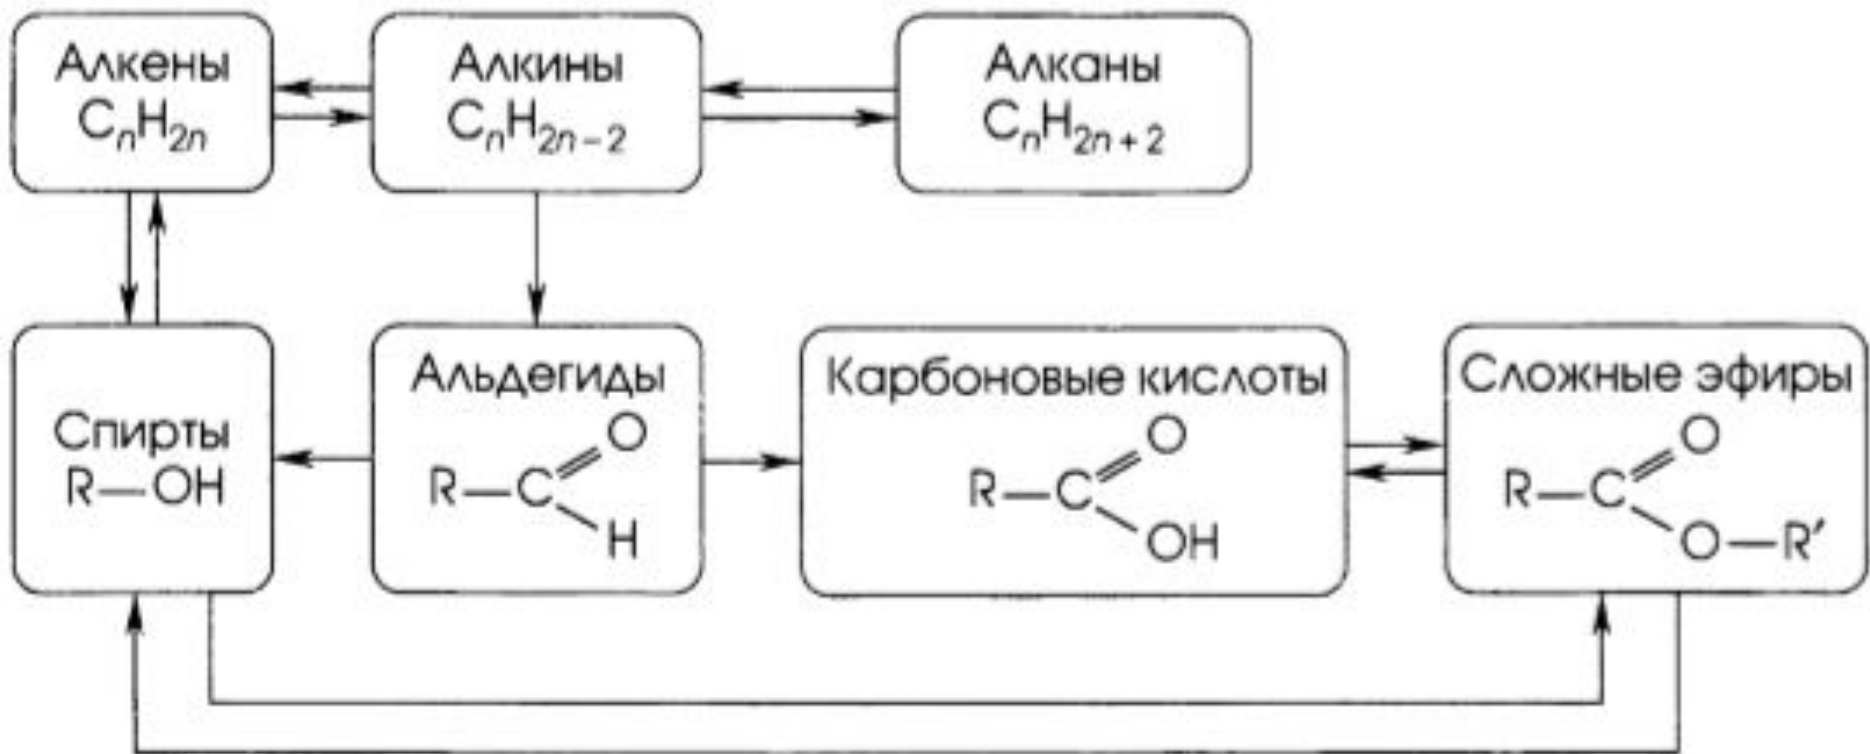 Алкены
CₙH₂ₙ
Алкины
CₙH₂ₙ₋₂
Алканы
CₙH₂ₙ₊₂
Спирты
R—OH
Альдегиды
O
R—C
H
Карбоновые кислоты
O
R—C
OH
Сложные эфиры
O
R—C
O—R′